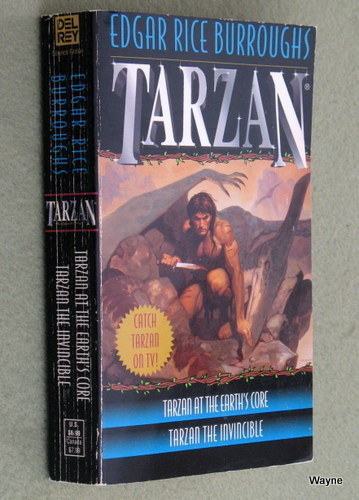 DEL
REY
EDGAR RICE
BURROUGHS
TARZAN
TARZAN AT THE EARTH'S CORE
TARZAN THE INVINCIBLE
U.S.
Canada
EDGAR RICE BURROUGHS
TARZAN®
CATCH
TARZAN
ON TV!
TARZAN AT THE EARTH'S CORE
TARZAN THE INVINCIBLE
Wayne